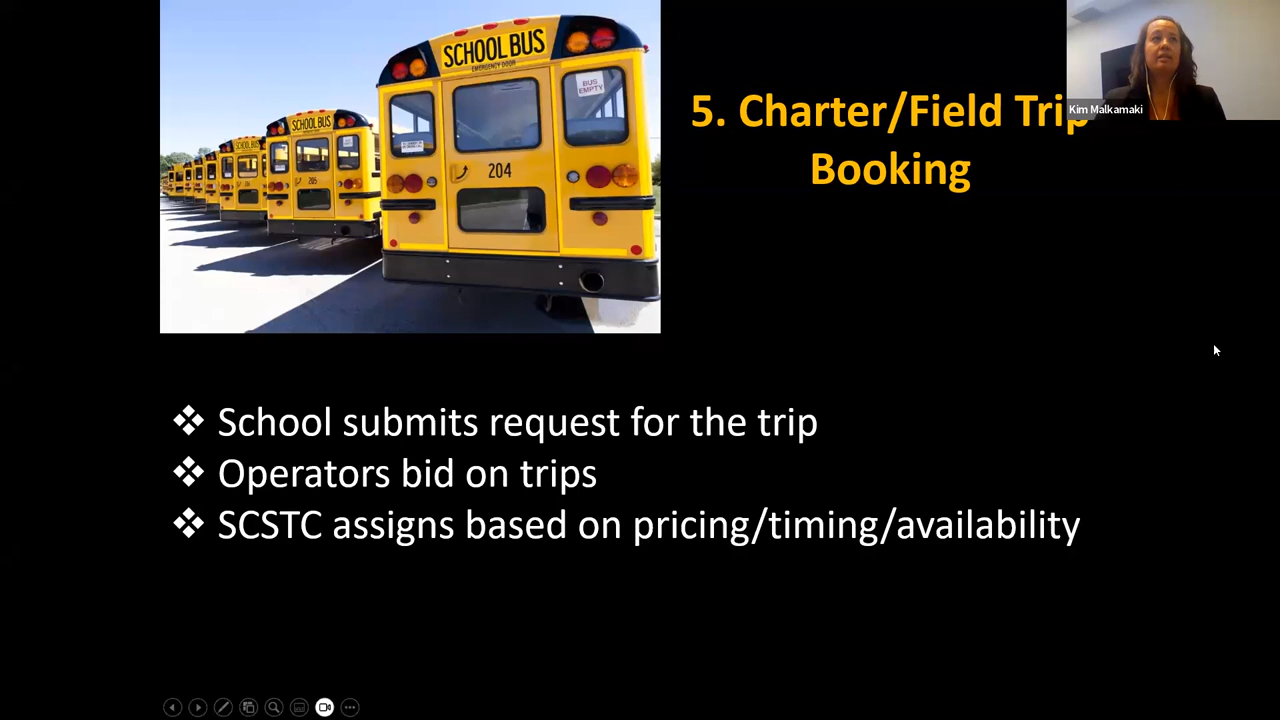 SCHOOL BUS
EMERGENCY DOOR
BUS
EMPTY
204
SCHOOL BUS
205
SCHOOL BUS
5. Charter/Field Trip
Booking
Kim Malkamaki
❖ School submits request for the trip
❖ Operators bid on trips
❖ SCSTC assigns based on pricing/timing/availability